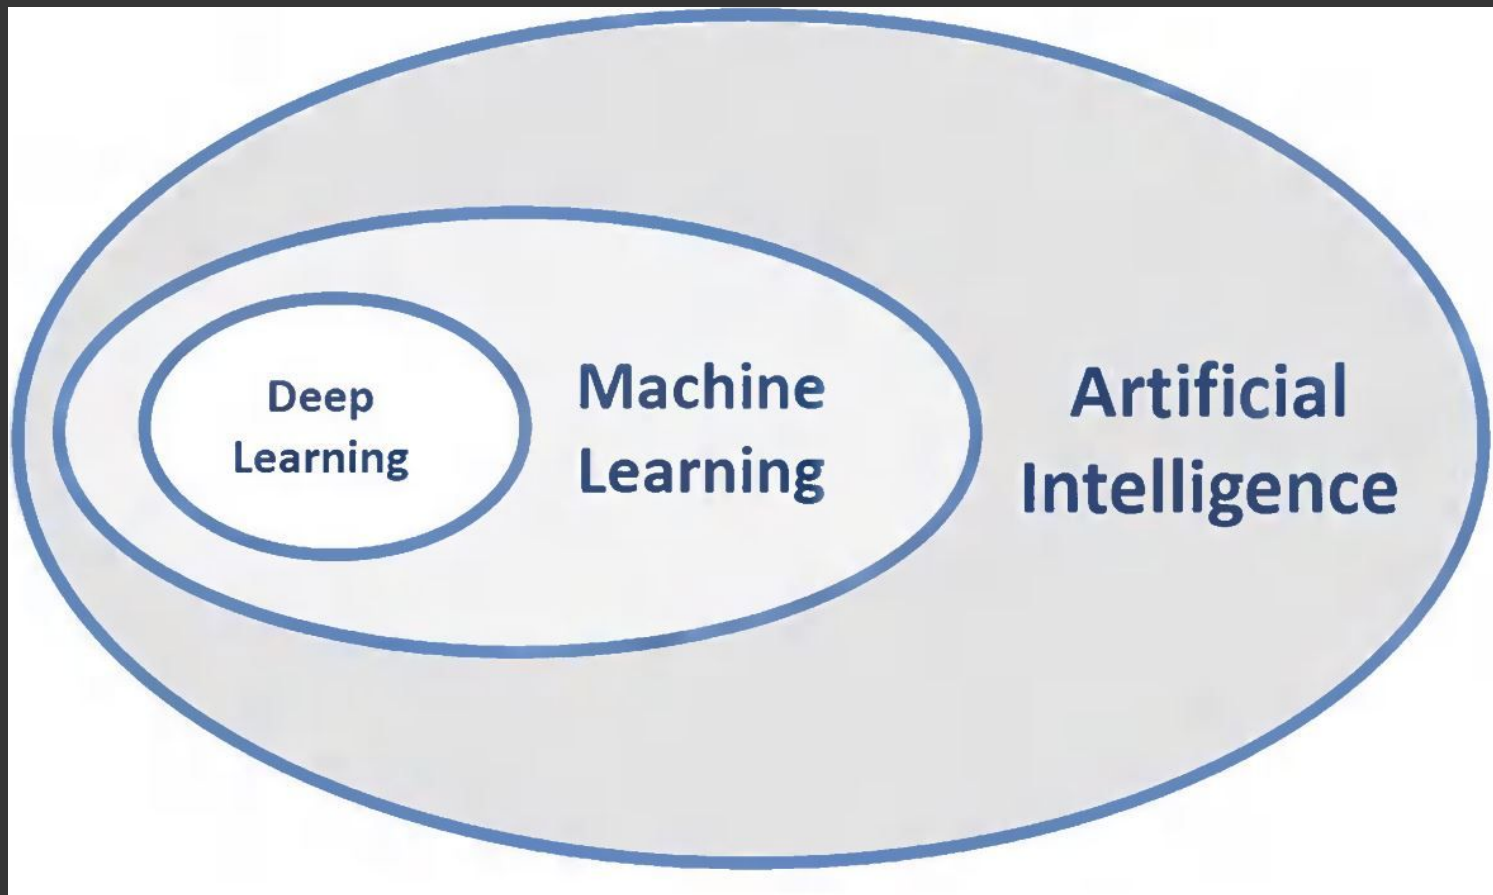 Deep
Learning
Machine
Learning
Artificial
Intelligence